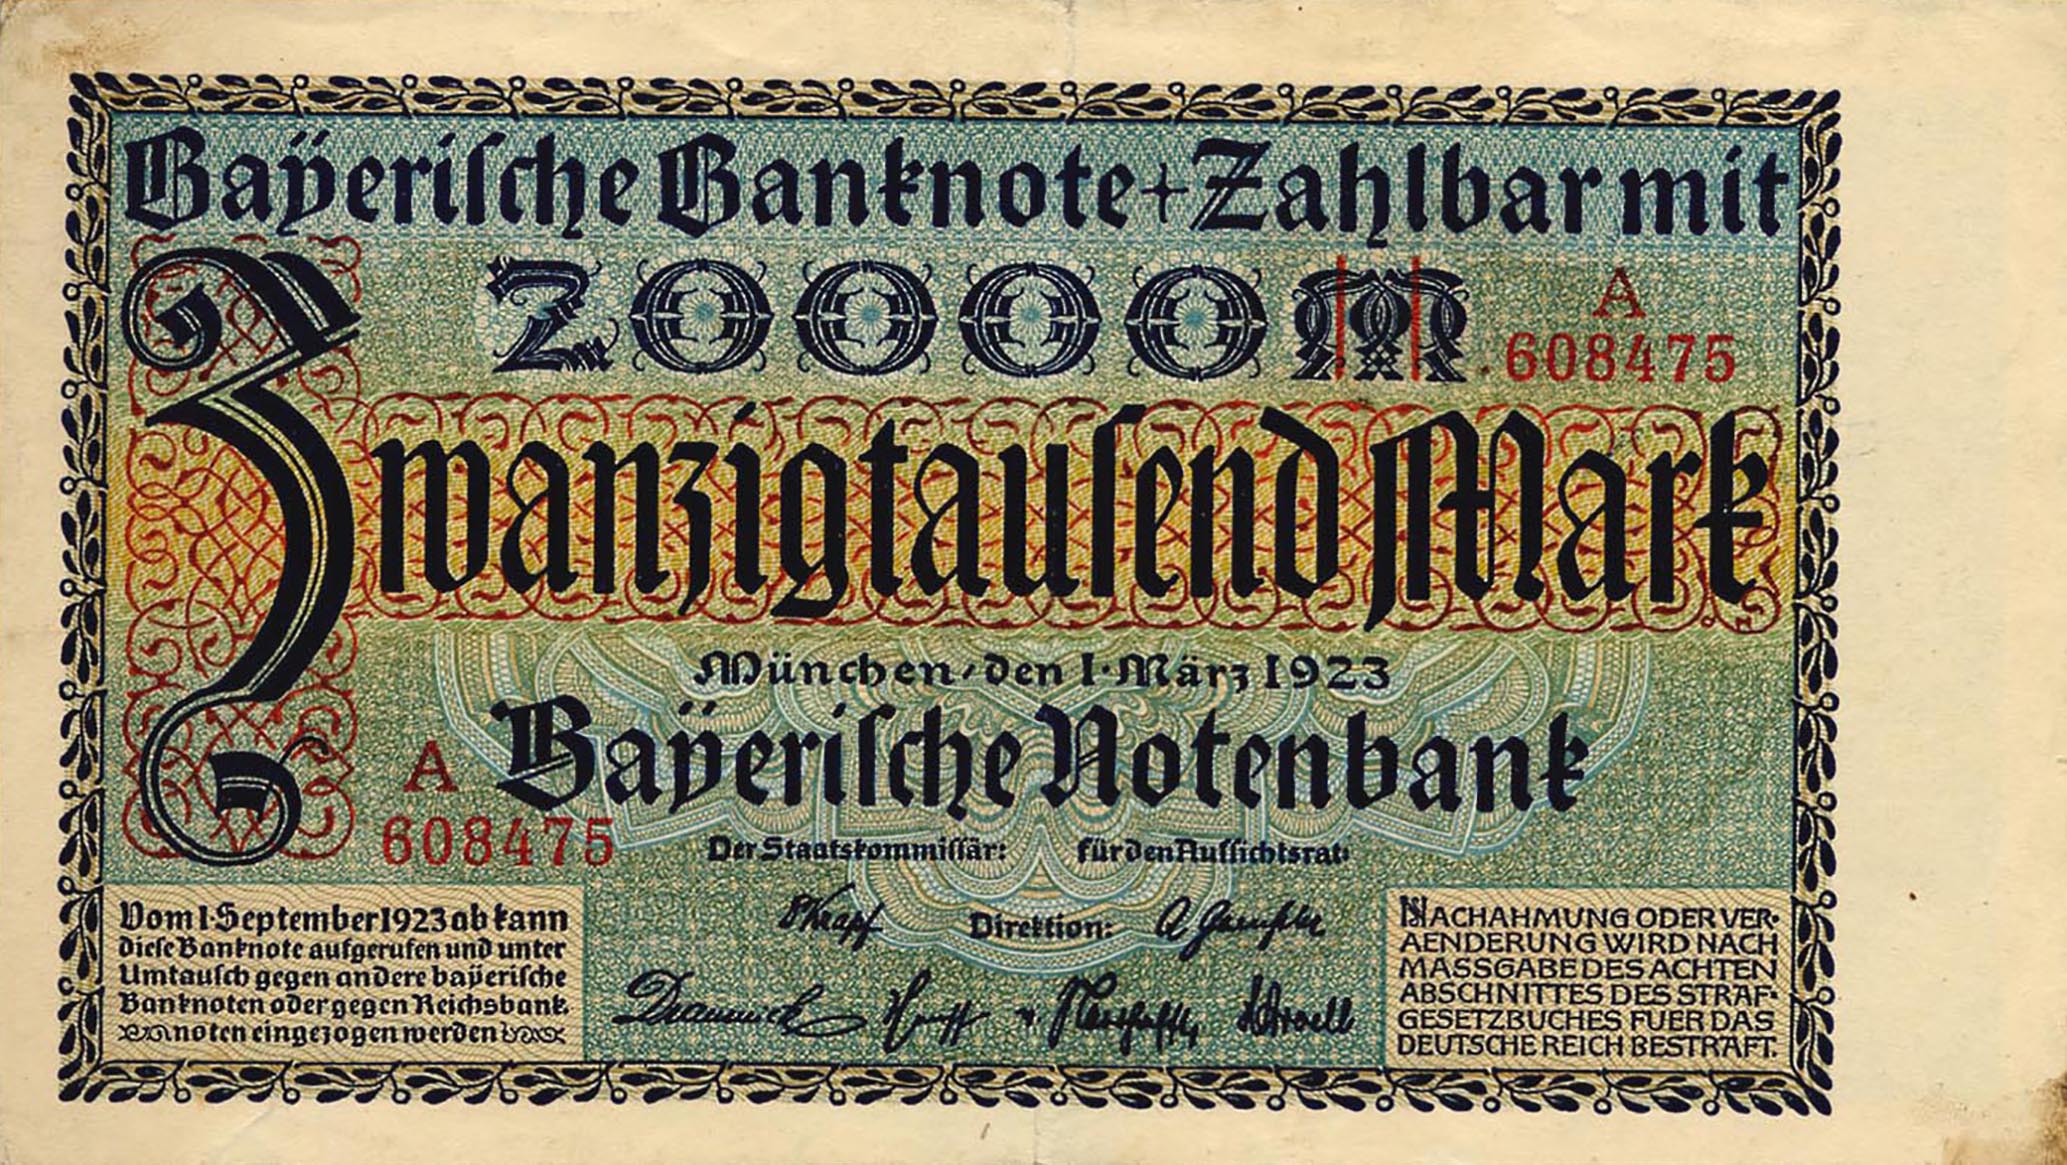 Bayerische Banknote + Zahlbar mit
20000 M
A
608475
Zwanzigtausend Mark
München, den 1. März 1923
Bayerische Notenbank
A
608475
Der Staatskommissär: für den Aufsichtsrat:
Direktion:
Vom 1. September 1923 ab kann
diese Banknote aufgerufen und unter
Umtausch gegen andere bayerische
Banknoten oder gegen Reichsbank-
noten eingezogen werden
NACHAHMUNG ODER VER-
AENDERUNG WIRD NACH
MASSGABE DES ACHTEN
ABSCHNITTES DES STRAF-
GESETZBUCHES FUER DAS
DEUTSCHE REICH BESTRAFT.